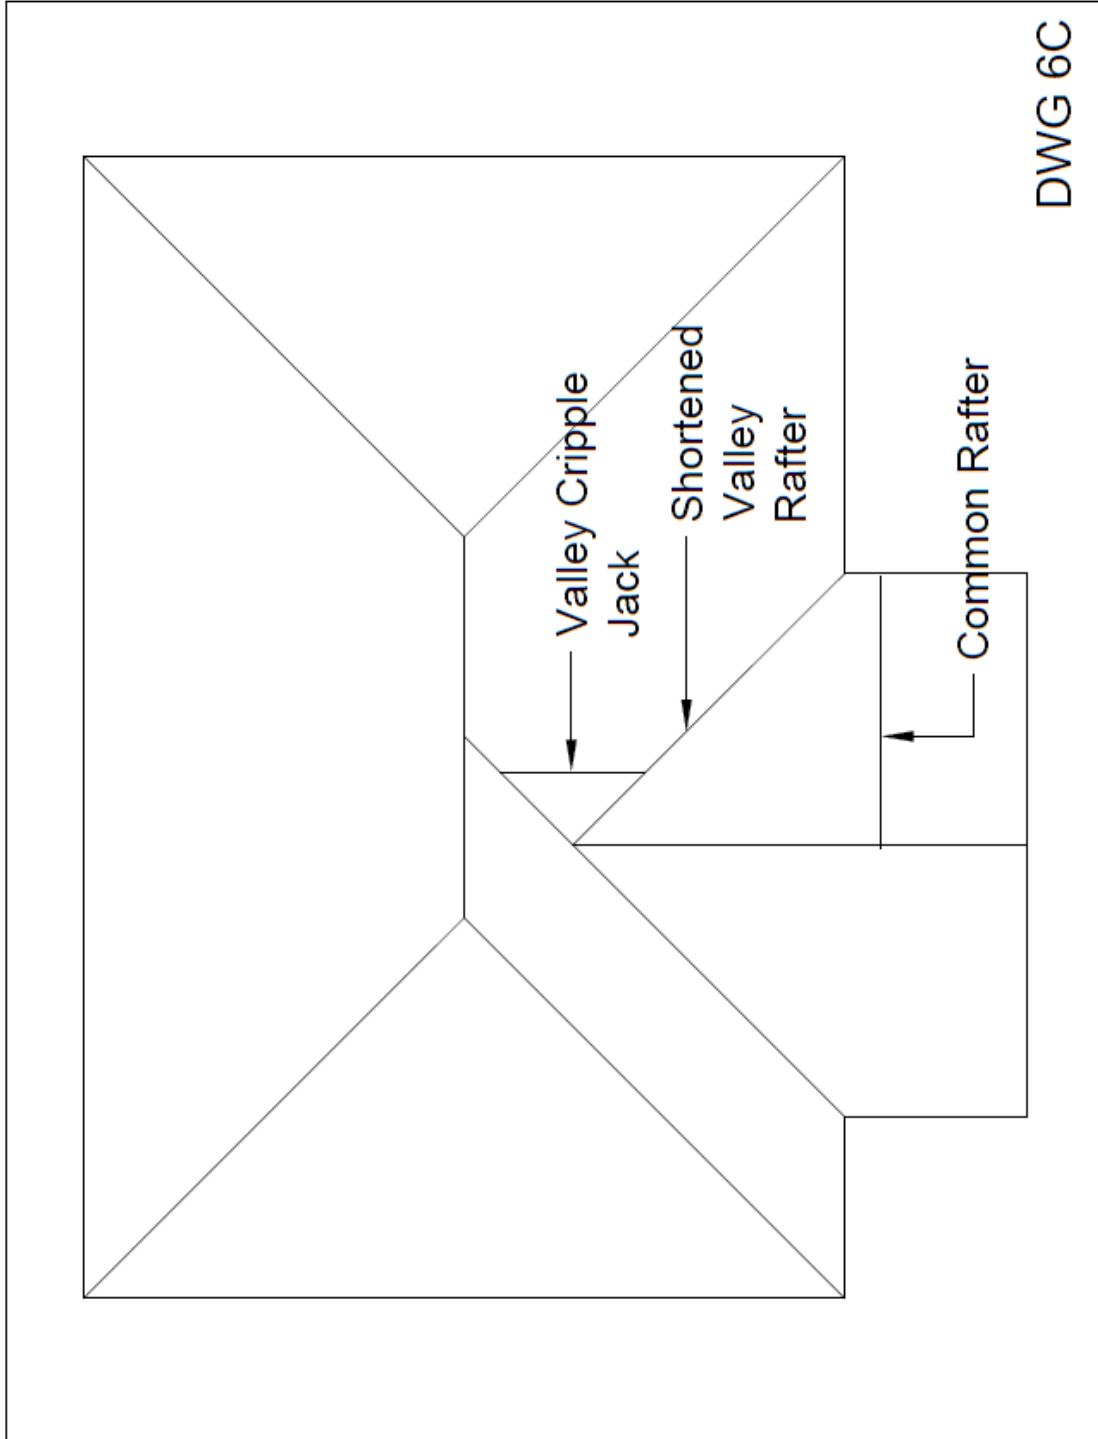 Valley Cripple
Jack
Shortened
Valley
Rafter
Common Rafter
DWG 6C